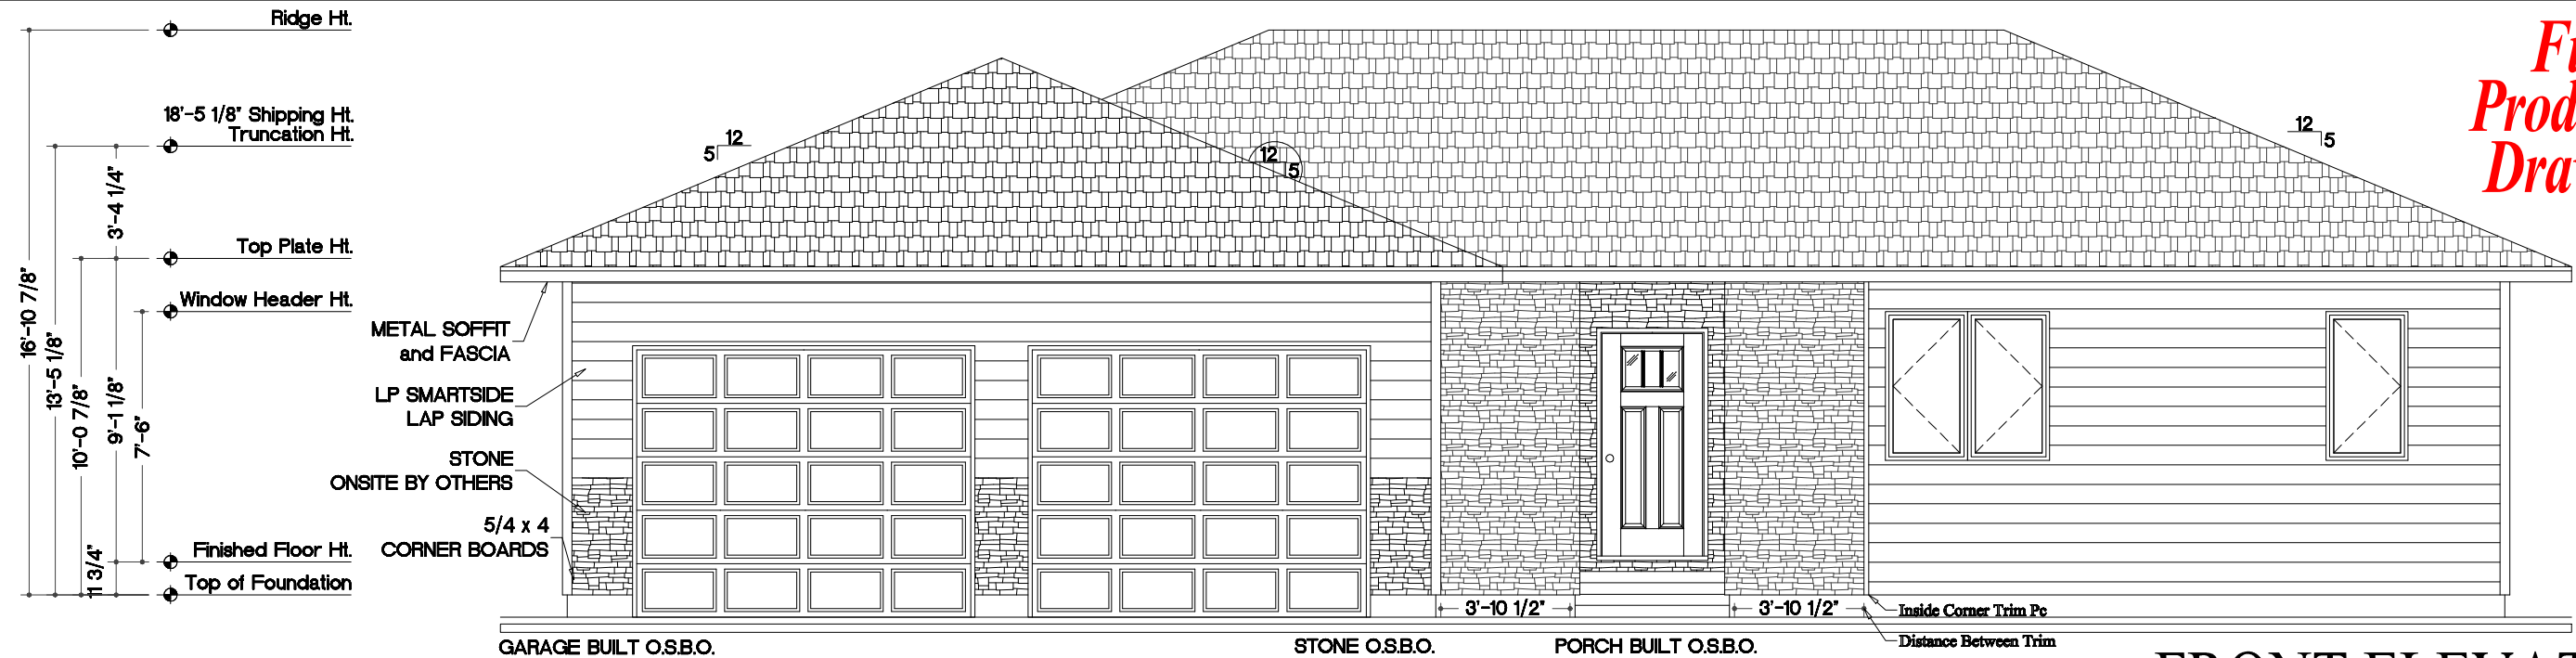 Ridge Ht.
18'-5 1/8" Shipping Ht.
Truncation Ht.
Top Plate Ht.
Window Header Ht.
Finished Floor Ht.
Top of Foundation
16'-10 7/8"
13'-5 1/8"
10'-0 7/8"
3'-4 1/4"
9'-1 1/8"
7'-6"
11 3/4"
METAL SOFFIT
and FASCIA
LP SMARTSIDE
LAP SIDING
STONE
ONSITE BY OTHERS
5/4 x 4
CORNER BOARDS
12
5
12
5
12
5
3'-10 1/2"
3'-10 1/2"
Inside Corner Trim Pc
Distance Between Trim
GARAGE BUILT O.S.B.O.
STONE O.S.B.O.
PORCH BUILT O.S.B.O.
FRONT